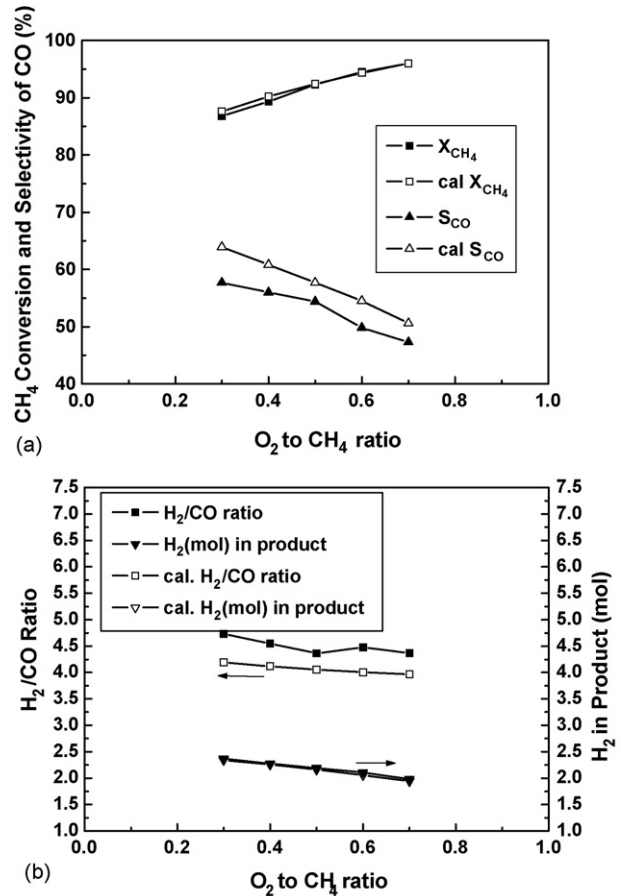 CH4 Conversion and Selectivity of CO (%)
100
90
80
70
60
50
40
XCH4
cal XCH4
SCO
cal SCO
0.0 0.2 0.4 0.6 0.8 1.0
(a)
O2 to CH4 ratio
H2/CO Ratio
7.5
7.0
6.5
6.0
5.5
5.0
4.5
4.0
3.5
3.0
2.5
2.0
1.5
1.0
H2/CO ratio
H2(mol) in product
cal. H2/CO ratio
cal. H2(mol) in product
7.5
7.0
6.5
6.0
5.5
5.0
4.5
4.0
3.5
3.0
2.5
2.0
1.5
1.0
H2 in Product (mol)
0.0 0.2 0.4 0.6 0.8 1.0
(b)
O2 to CH4 ratio